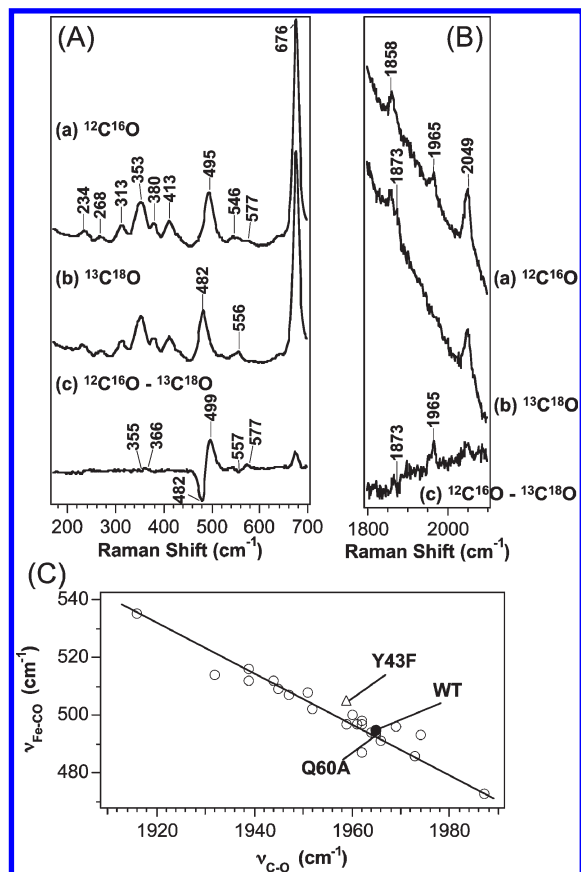 (A)
676
(a) ¹²C¹⁶O
234
268
313
353
380
413
495
546
577
(b) ¹³C¹⁸O
482
556
(c) ¹²C¹⁶O - ¹³C¹⁸O
355
366
482
499
557
577
200 300 400 500 600 700
Raman Shift (cm⁻¹)
(B)
1858
1873
1965
2049
(a) ¹²C¹⁶O
(b) ¹³C¹⁸O
1873
1965
(c) ¹²C¹⁶O - ¹³C¹⁸O
1800 2000
Raman Shift (cm⁻¹)
(C)
540
520
500
480
νFe-CO (cm⁻¹)
Y43F
WT
Q60A
1920 1940 1960 1980
νC-O (cm⁻¹)